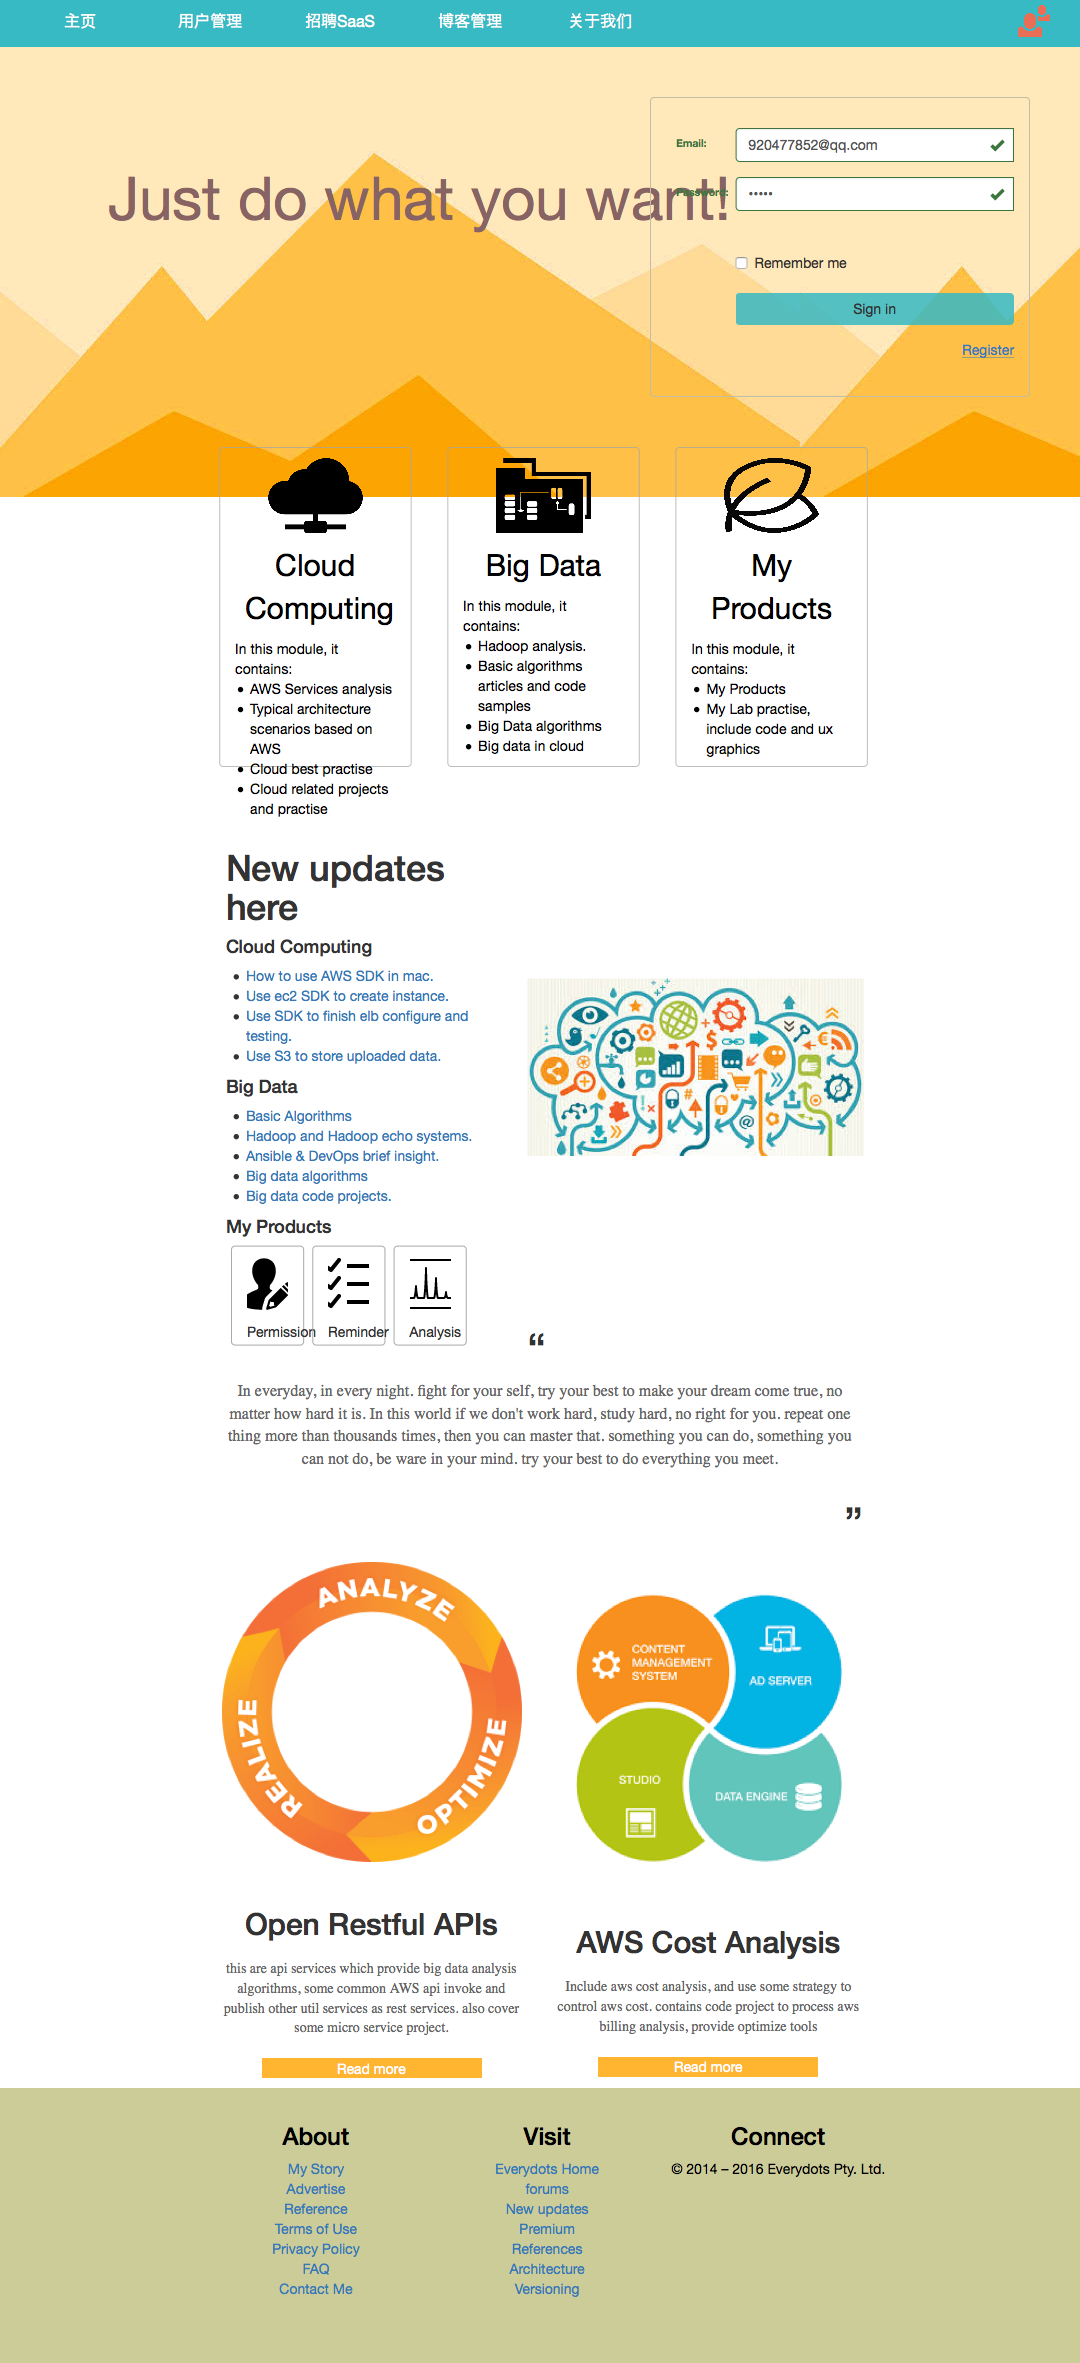 主页 用户管理 招聘SaaS 博客管理 关于我们
Email: 920477852@qq.com
Just do what you want!
Password: •••••
Remember me
Sign in
Register
Cloud
Computing
In this module, it
contains:
AWS Services analysis
Typical architecture
scenarios based on
AWS
Cloud best practise
Cloud related projects
and practise
Big Data
In this module, it
contains:
Hadoop analysis.
Basic algorithms
articles and code
samples
Big Data algorithms
Big data in cloud
My
Products
In this module, it
contains:
My Products
My Lab practise,
include code and ux
graphics
New updates
here
Cloud Computing
How to use AWS SDK in mac.
Use ec2 SDK to create instance.
Use SDK to finish elb configure and
testing.
Use S3 to store uploaded data.
Big Data
Basic Algorithms
Hadoop and Hadoop echo systems.
Ansible & DevOps brief insight.
Big data algorithms
Big data code projects.
My Products
Permission Reminder Analysis
“
In everyday, in every night. fight for your self, try your best to make your dream come true, no
matter how hard it is. In this world if we don't work hard, study hard, no right for you. repeat one
thing more than thousands times, then you can master that. something you can do, something you
can not do, be ware in your mind. try your best to do everything you meet.
”
ANALYZE
REALIZE
OPTIMIZE
CONTENT
MANAGEMENT
SYSTEM
AD SERVER
STUDIO
DATA ENGINE
Open Restful APIs
this are api services which provide big data analysis
algorithms, some common AWS api invoke and
publish other util services as rest services. also cover
some micro service project.
Read more
AWS Cost Analysis
Include aws cost analysis, and use some strategy to
control aws cost. contains code project to process aws
billing analysis, provide optimize tools
Read more
About
My Story
Advertise
Reference
Terms of Use
Privacy Policy
FAQ
Contact Me
Visit
Everydots Home
forums
New updates
Premium
References
Architecture
Versioning
Connect
© 2014 – 2016 Everydots Pty. Ltd.